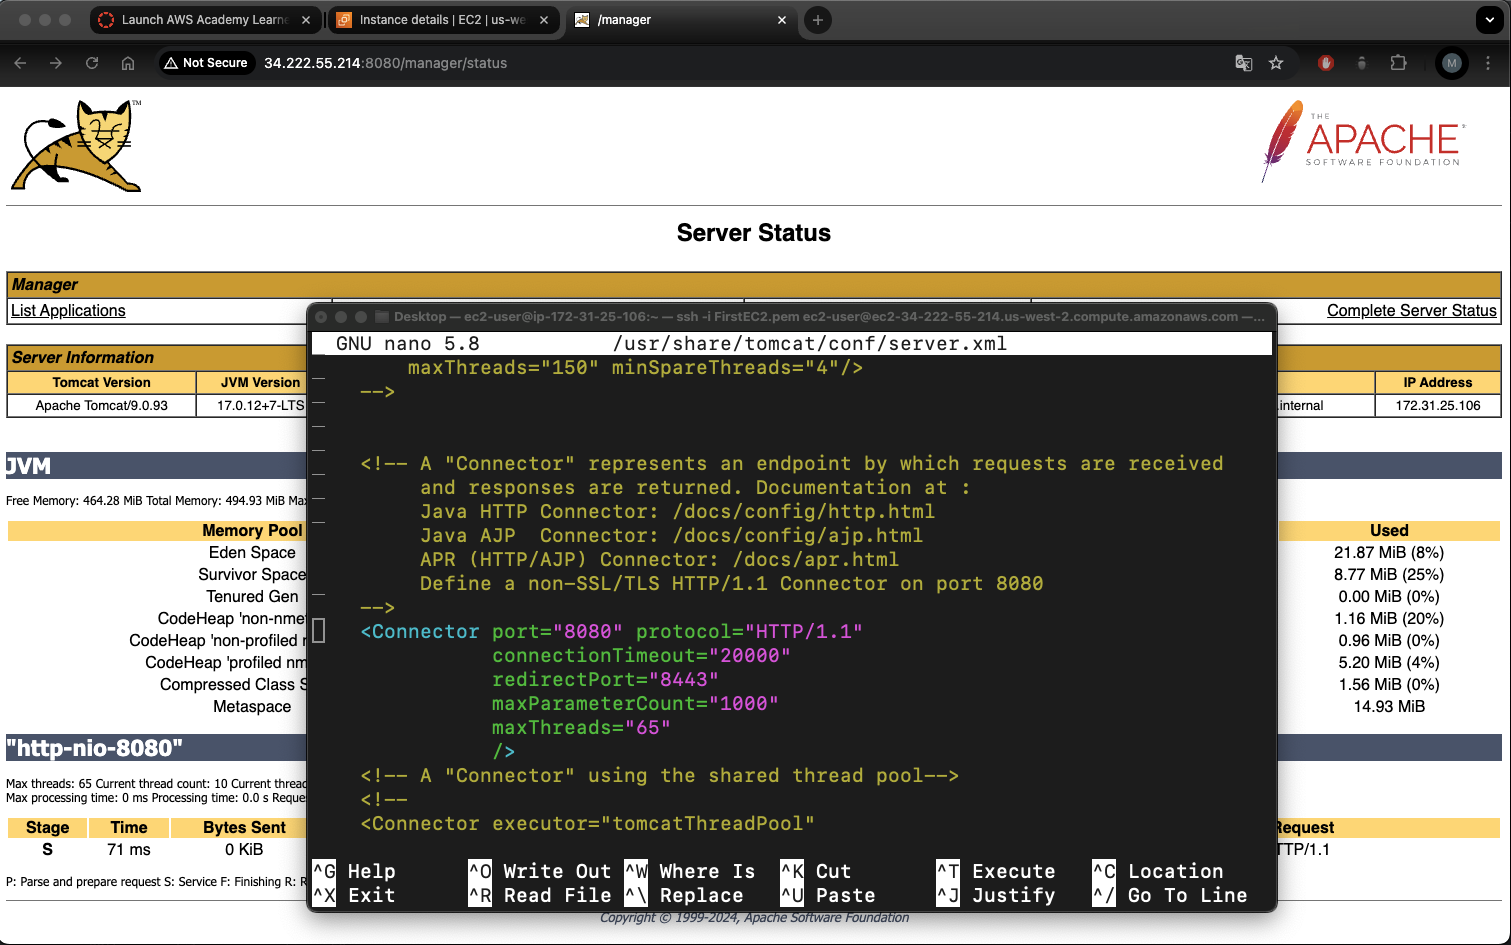 Launch AWS Academy Learne
Instance details | EC2 | us-we
/manager
Not Secure
34.222.55.214:8080/manager/status
M
TM
THE
APACHE
SOFTWARE FOUNDATION
Server Status
Manager
List Applications
Complete Server Status
Server Information
Tomcat Version JVM Version IP Address
Apache Tomcat/9.0.93 17.0.12+7-LTS .internal 172.31.25.106
JVM
Free Memory: 464.28 MiB Total Memory: 494.93 MiB Max
Memory Pool Used
Eden Space 21.87 MiB (8%)
Survivor Space 8.77 MiB (25%)
Tenured Gen 0.00 MiB (0%)
CodeHeap 'non-nme 1.16 MiB (20%)
CodeHeap 'non-profiled 0.96 MiB (0%)
CodeHeap 'profiled nm 5.20 MiB (4%)
Compressed Class S 1.56 MiB (0%)
Metaspace 14.93 MiB
"http-nio-8080"
Max threads: 65 Current thread count: 10 Current thread
Max processing time: 0 ms Processing time: 0.0 s Reque
Stage Time Bytes Sent Request
S 71 ms 0 KiB TTP/1.1
P: Parse and prepare request S: Service F: Finishing R: R
Copyright © 1999-2024, Apache Software Foundation
Desktop — ec2-user@ip-172-31-25-106:~ — ssh -i FirstEC2.pem ec2-user@ec2-34-222-55-214.us-west-2.compute.amazonaws.com —...
GNU nano 5.8 /usr/share/tomcat/conf/server.xml
maxThreads="150" minSpareThreads="4"/>
-->
<!-- A "Connector" represents an endpoint by which requests are received
and responses are returned. Documentation at :
Java HTTP Connector: /docs/config/http.html
Java AJP  Connector: /docs/config/ajp.html
APR (HTTP/AJP) Connector: /docs/apr.html
Define a non-SSL/TLS HTTP/1.1 Connector on port 8080
-->
<Connector port="8080" protocol="HTTP/1.1"
connectionTimeout="20000"
redirectPort="8443"
maxParameterCount="1000"
maxThreads="65"
/>
<!-- A "Connector" using the shared thread pool-->
<!--
<Connector executor="tomcatThreadPool"
^G Help ^O Write Out ^W Where Is ^K Cut ^T Execute ^C Location
^X Exit ^R Read File ^\ Replace ^U Paste ^J Justify ^/ Go To Line